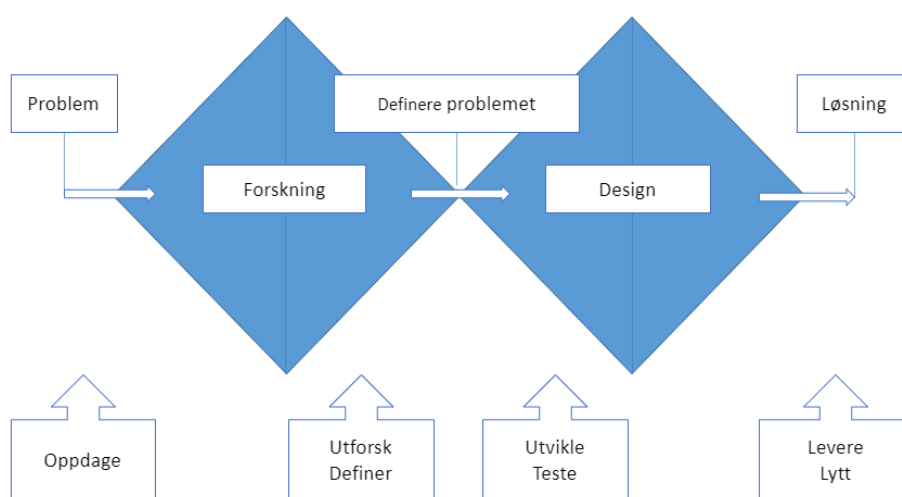 Problem
Definere problemet
Løsning
Forskning
Design
Oppdage
Utforsk
Definer
Utvikle
Teste
Levere
Lytt